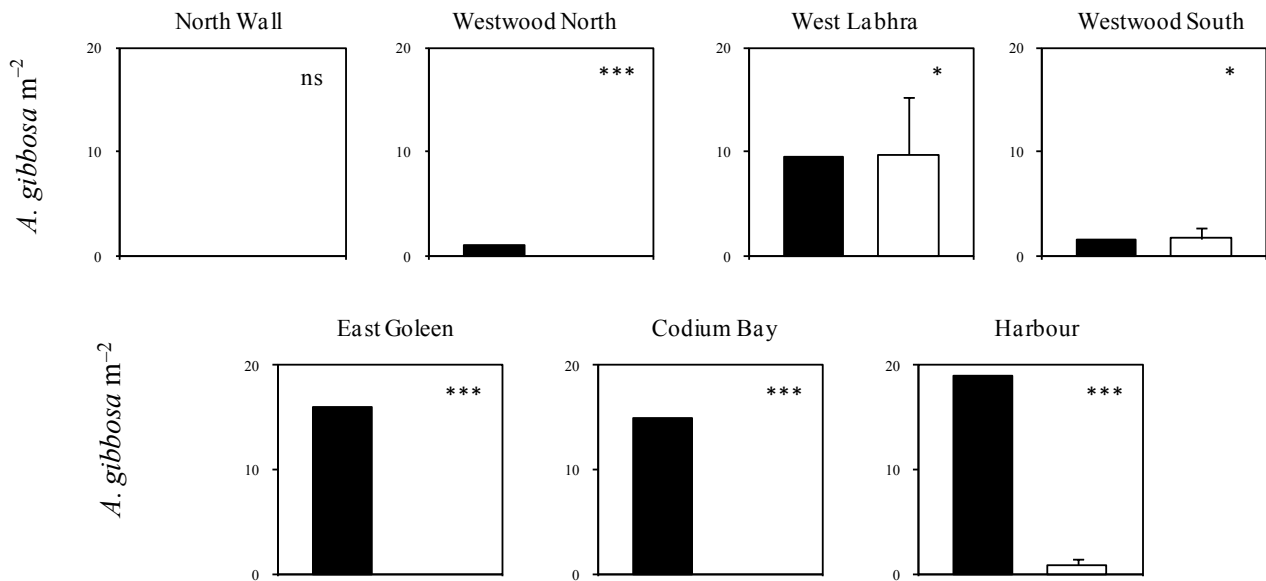 North Wall
Westwood North
West Labhra
Westwood South
A. gibbosa m⁻²
20
10
0
ns
20
10
0
***
20
10
0
*
20
10
0
*
East Goleen
Codium Bay
Harbour
A. gibbosa m⁻²
20
10
0
***
20
10
0
***
20
10
0
***